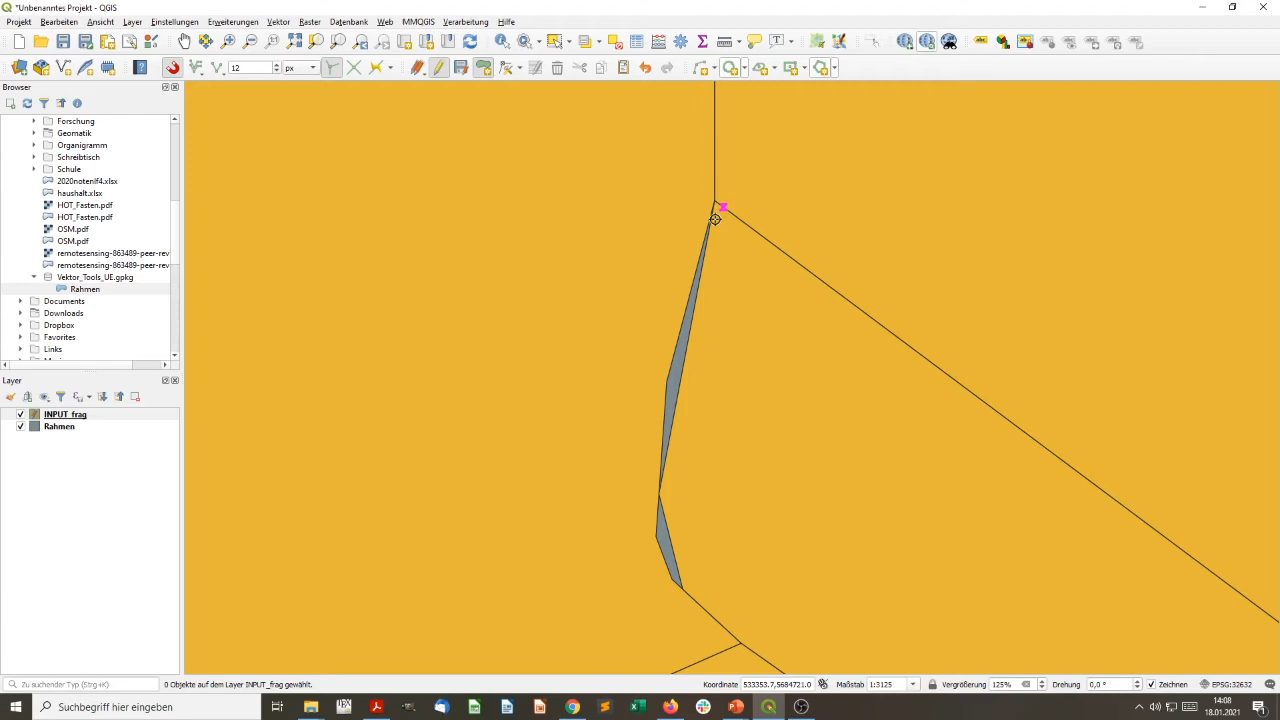 *Unbenanntes Projekt - QGIS
Projekt Bearbeiten Ansicht Layer Einstellungen Erweiterungen Vektor Raster Datenbank Web MMQGIS Verarbeitung Hilfe
12 px
Browser
Forschung
Geomatik
Organigramm
Schreibtisch
Schule
2020notenlf4.xlsx
haushalt.xlsx
HOT_Fasten.pdf
HOT_Fasten.pdf
OSM.pdf
OSM.pdf
remotesensing-863489-peer-rev
remotesensing-863489-peer-rev
Vektor_Tools_UE.gpkg
Rahmen
Documents
Downloads
Dropbox
Favorites
Links
Layer
INPUT_frag
Rahmen
Zu suchender Typ (Strg+K) 0 Objekte auf dem Layer INPUT_frag gewählt. Koordinate 533353.7,5684721.0 Maßstab 1:3125 Vergrößerung 125% Drehung 0,0 ° Zeichnen EPSG:32632
Suchbegriff hier eingeben
14:08
18.01.2021